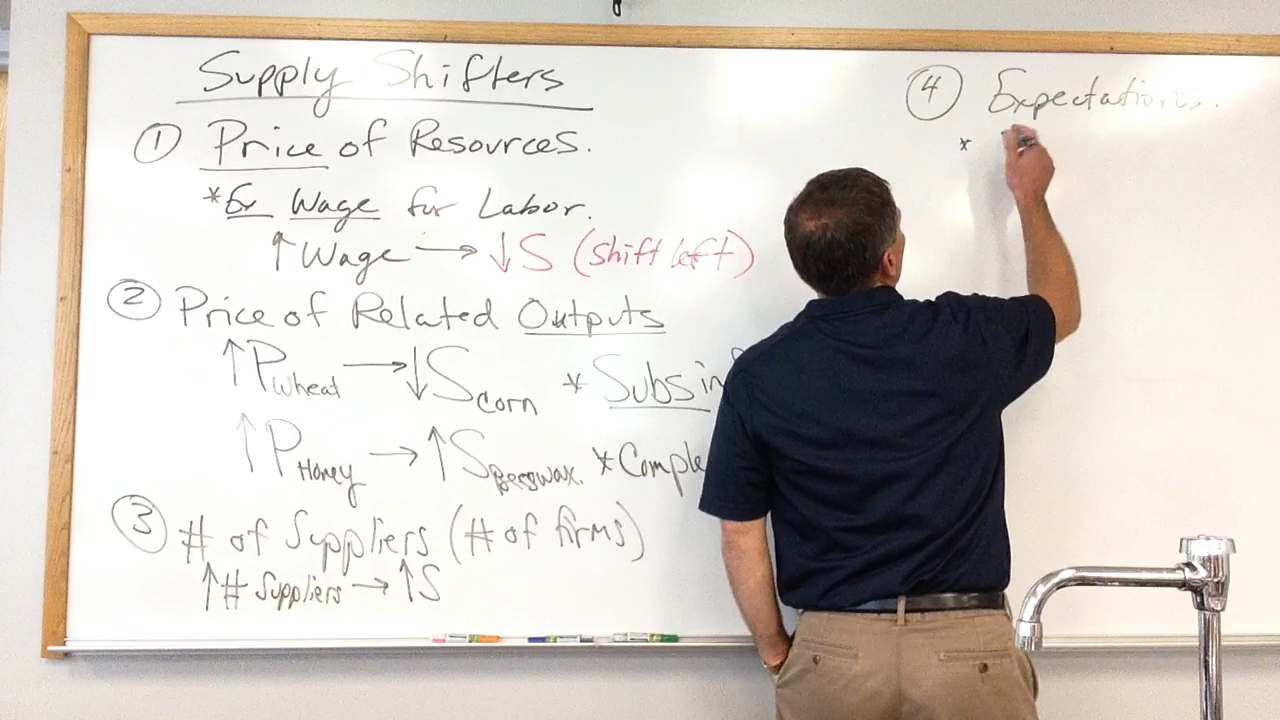 Supply Shifters
① Price of Resources.
* Ex Wage for Labor.
↑ Wage → ↓ S (shift left)
② Price of Related Outputs
↑ P Wheat → ↓ S Corn * Subs in
↑ P Honey → ↑ S Beeswax. * Comple
③ # of Suppliers (# of firms)
↑ # Suppliers → ↑ S
④ Expectations.
*